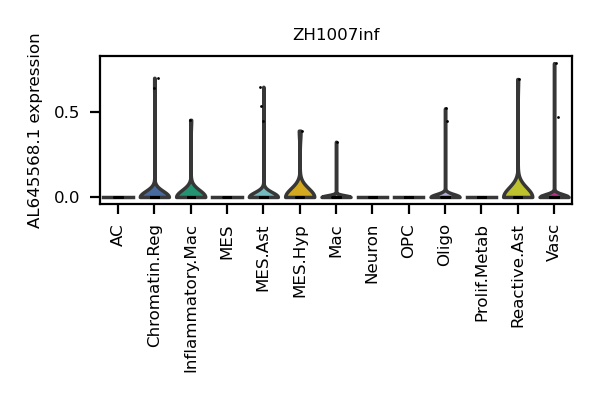 ZH1007inf
AL645568.1 expression
0.5
0.0
AC
Chromatin.Reg
Inflammatory.Mac
MES
MES.Ast
MES.Hyp
Mac
Neuron
OPC
Oligo
Prolif.Metab
Reactive.Ast
Vasc